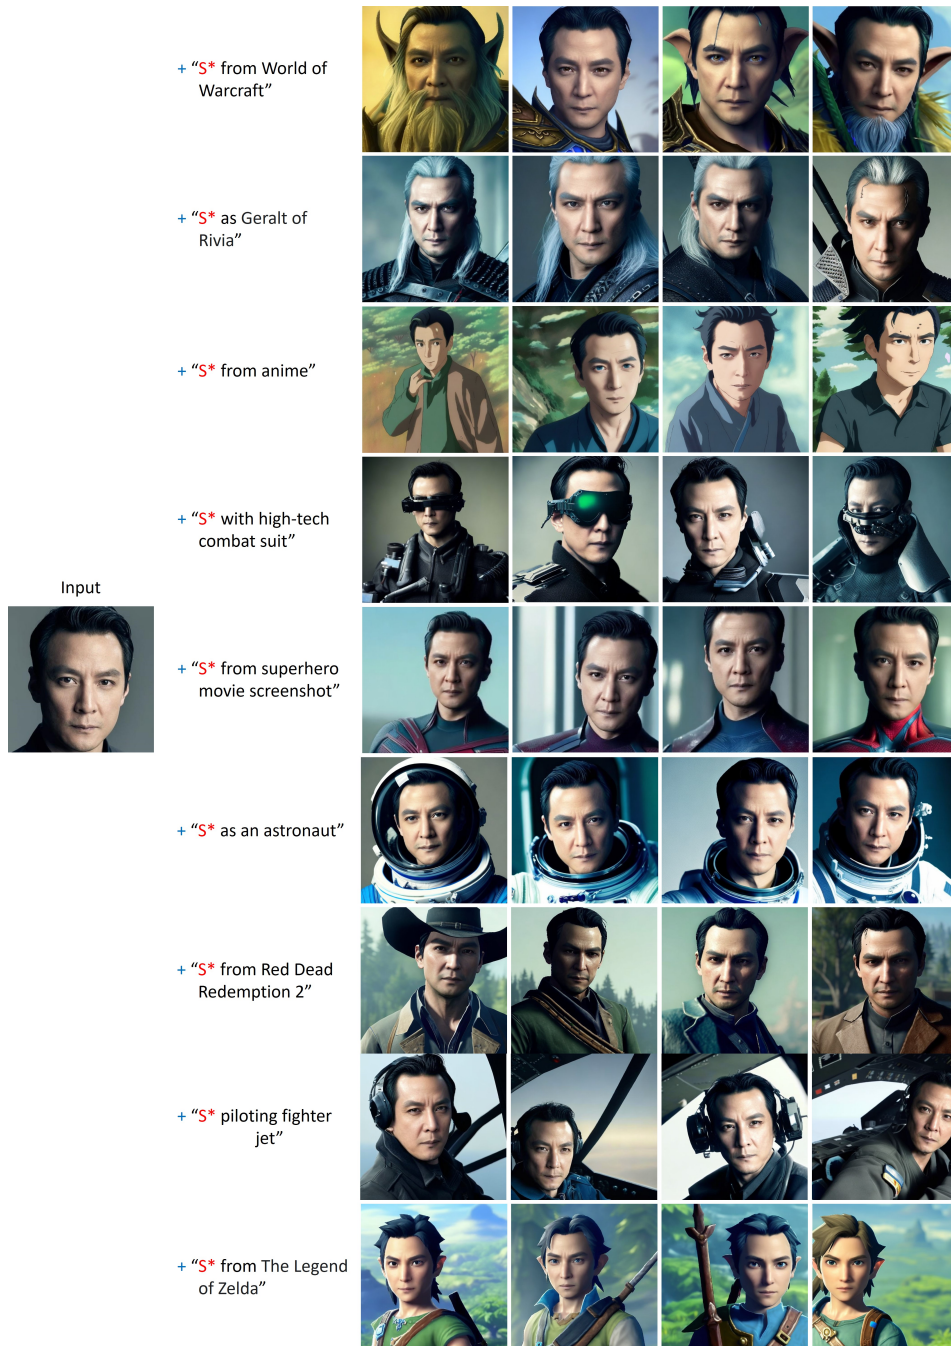 + “S* from World of
Warcraft”
+ “S* as Geralt of
Rivia”
+ “S* from anime”
+ “S* with high-tech
combat suit”
Input
+ “S* from superhero
movie screenshot”
+ “S* as an astronaut”
+ “S* from Red Dead
Redemption 2”
+ “S* piloting fighter
jet”
+ “S* from The Legend
of Zelda”